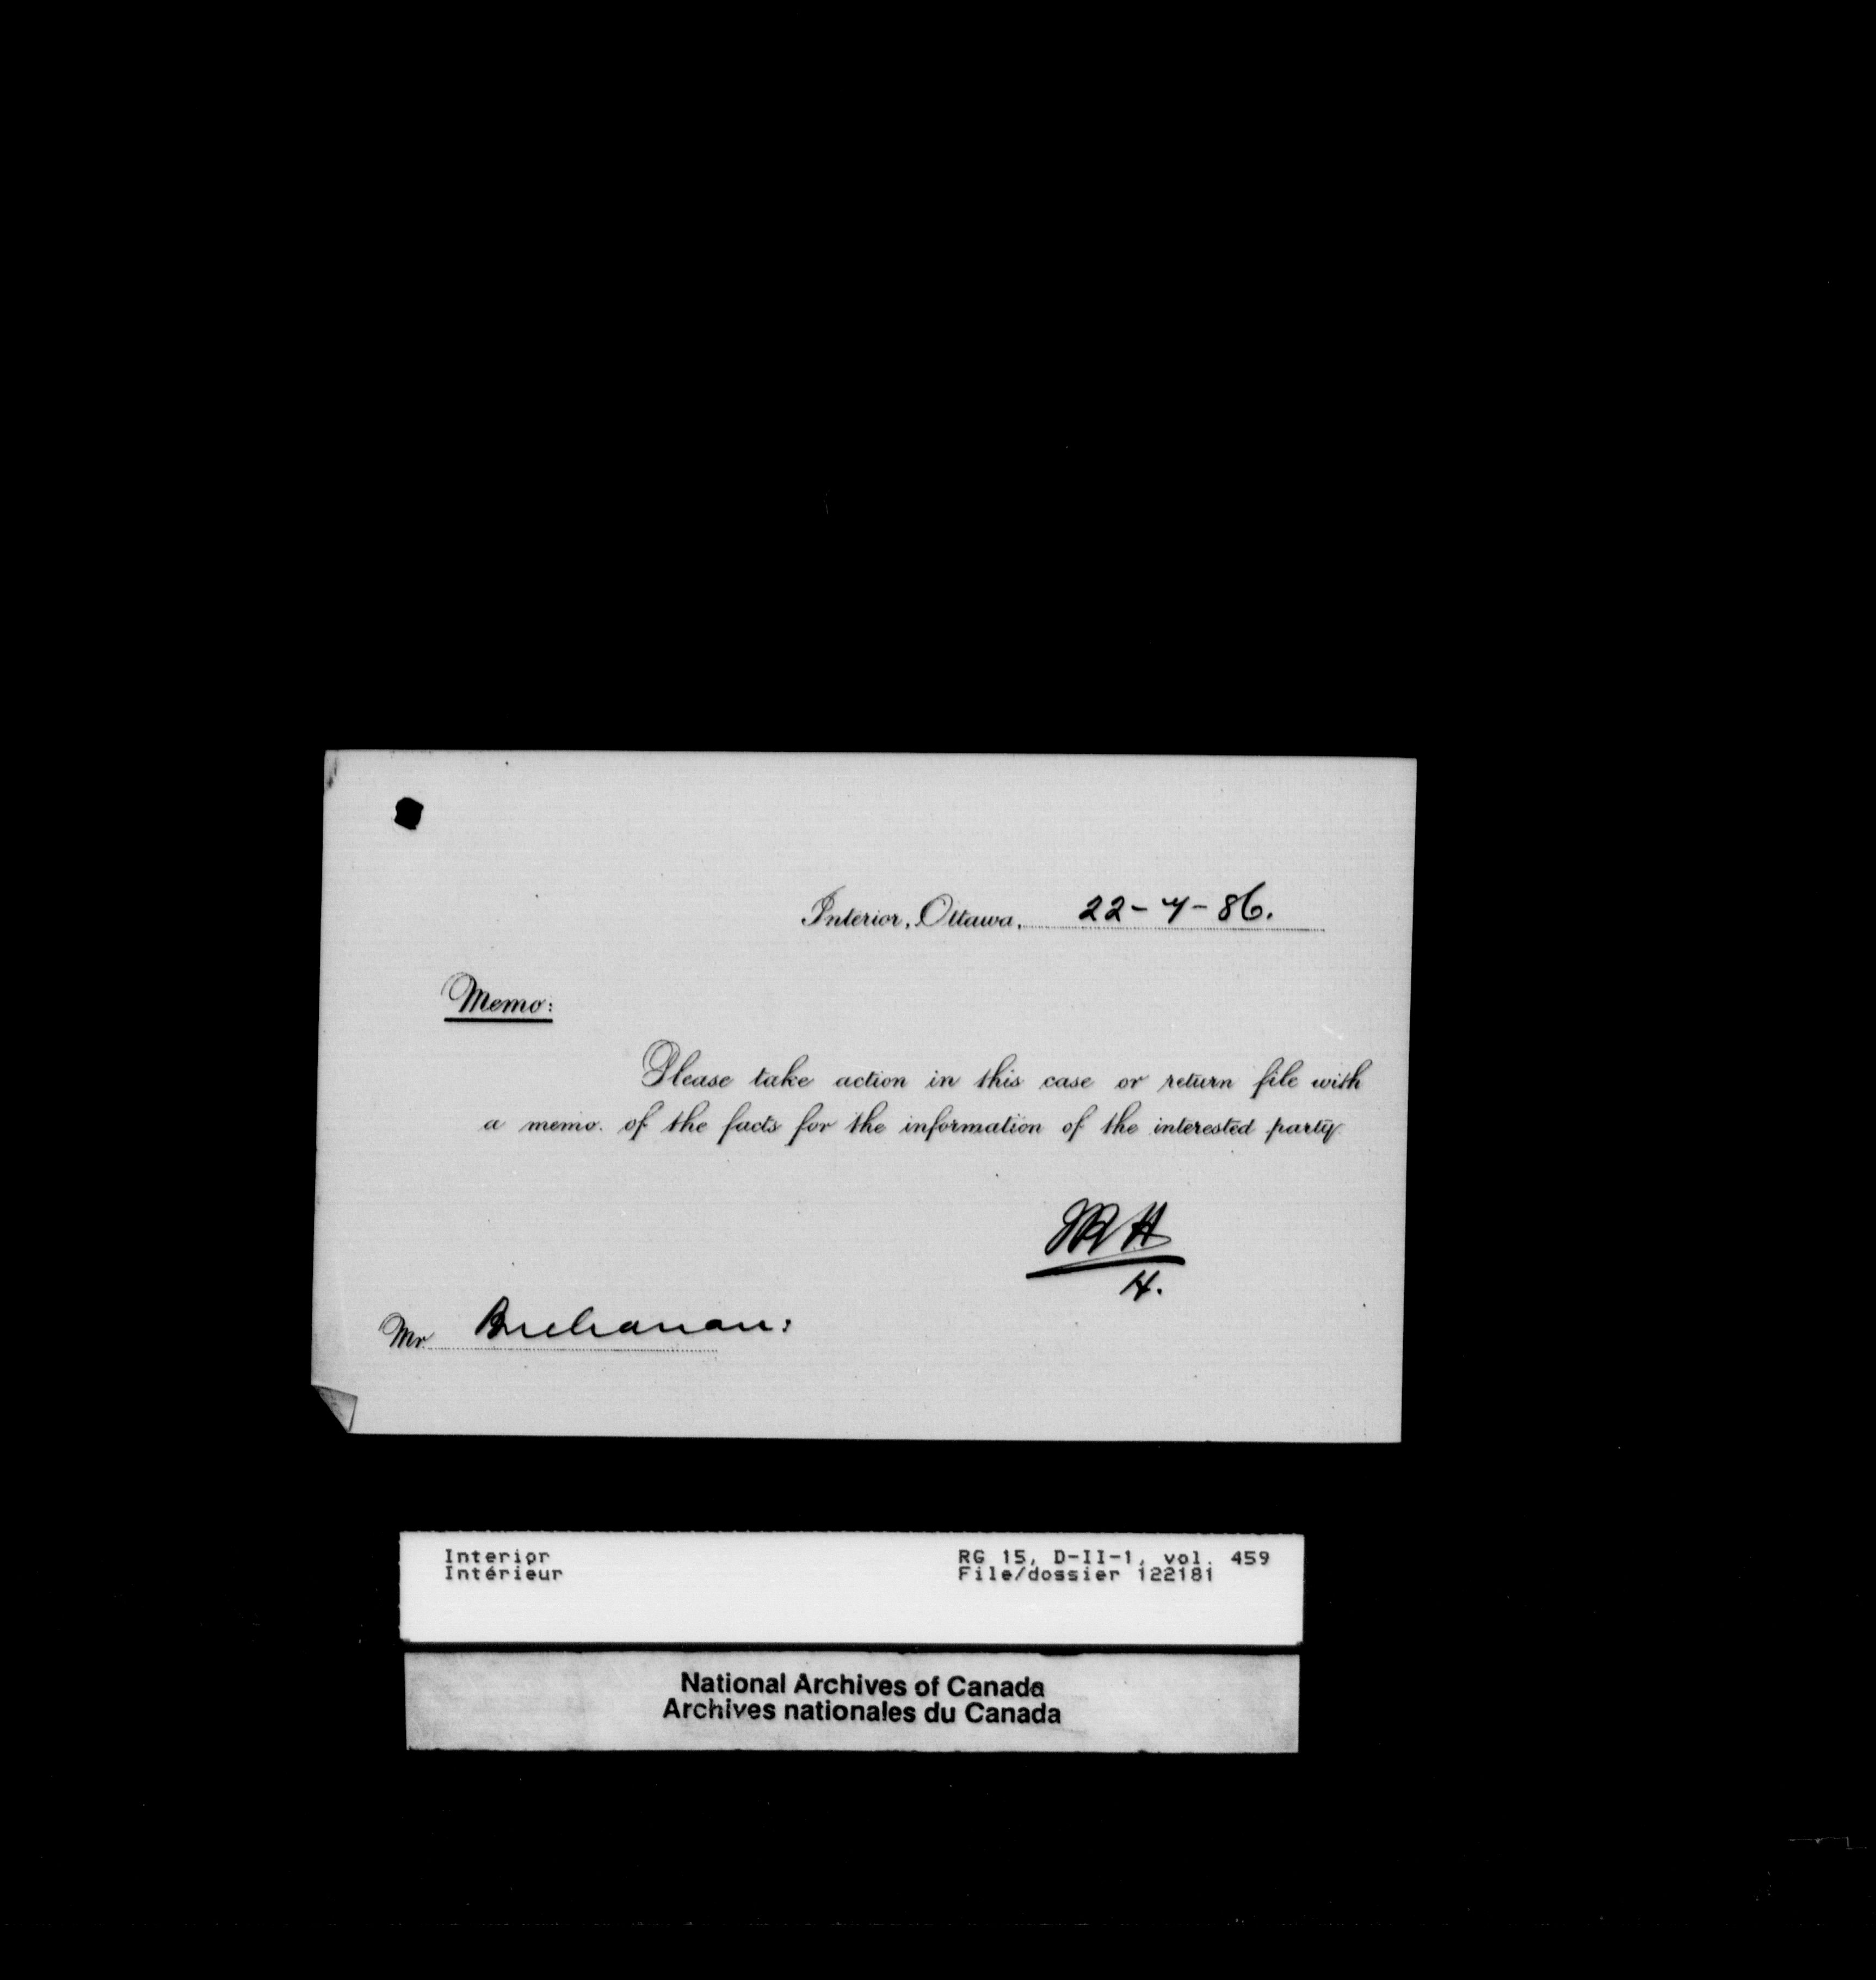 Interior, Ottawa, 22-7-86.
Memo:
Please take action in this case or return file with
a memo. of the facts for the information of the interested party.
H.
Mr. Buchanan:
Interior
Intérieur
RG 15, D-II-1, vol. 459
File/dossier 122181
National Archives of Canada
Archives nationales du Canada